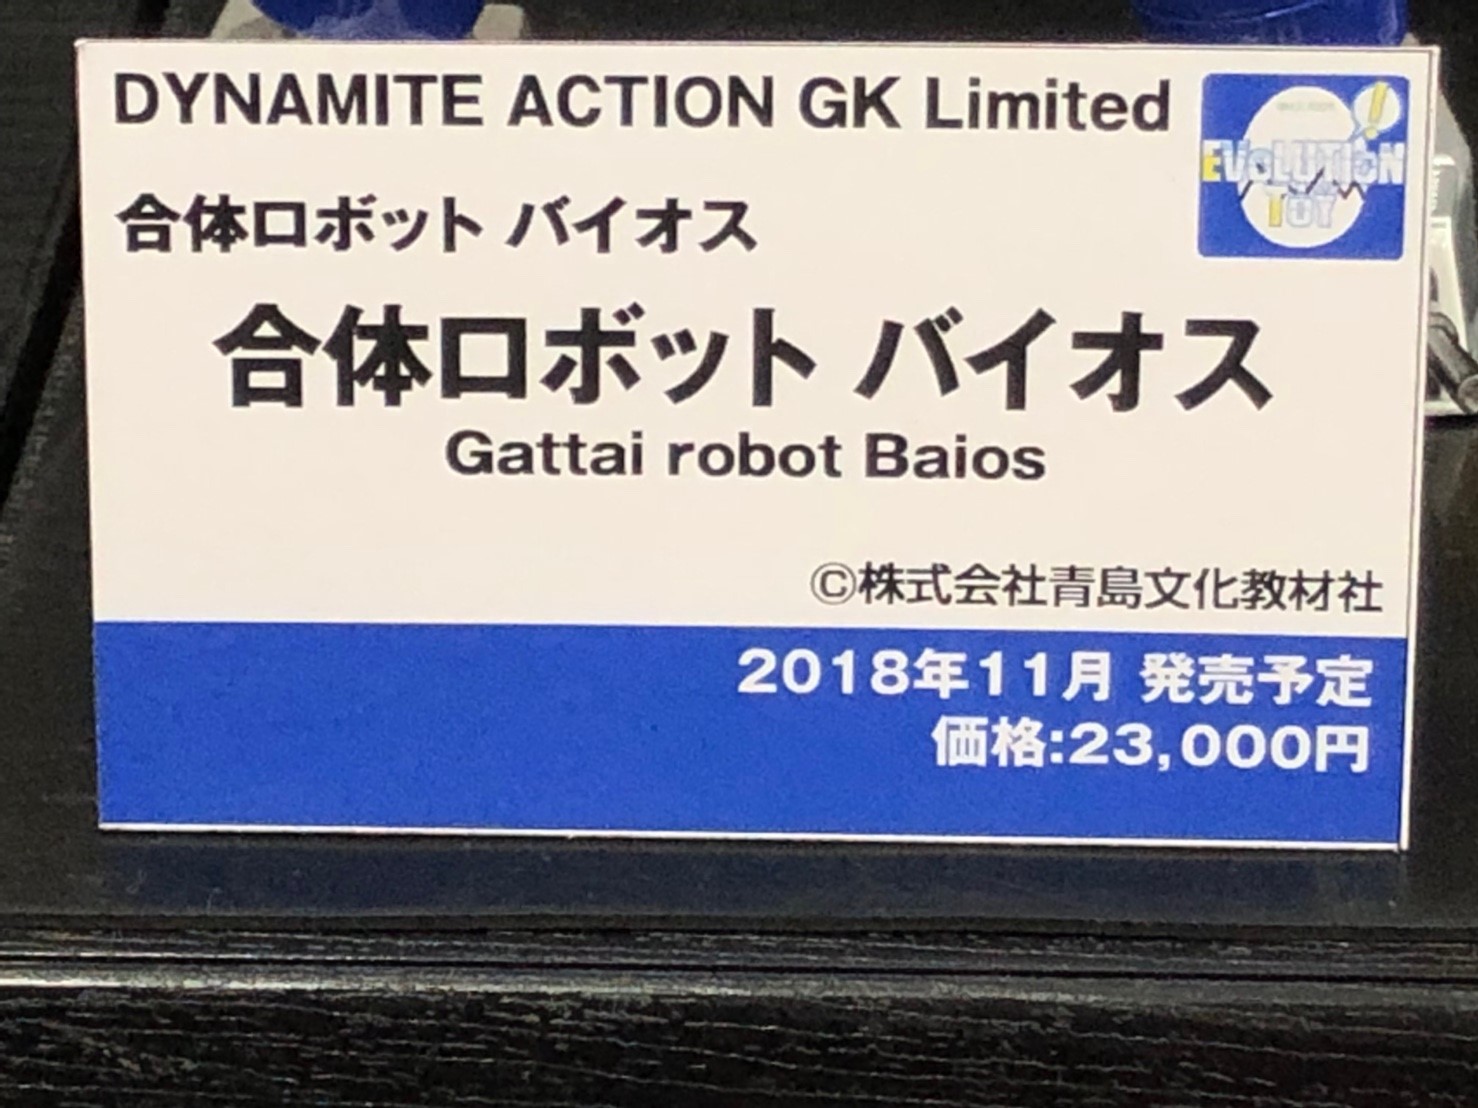 DYNAMITE ACTION GK Limited
EVOLUTION
TOY
合体ロボット バイオス
合体ロボット バイオス
Gattai robot Baios
©株式会社青島文化教材社
2018年11月 発売予定
価格:23,000円